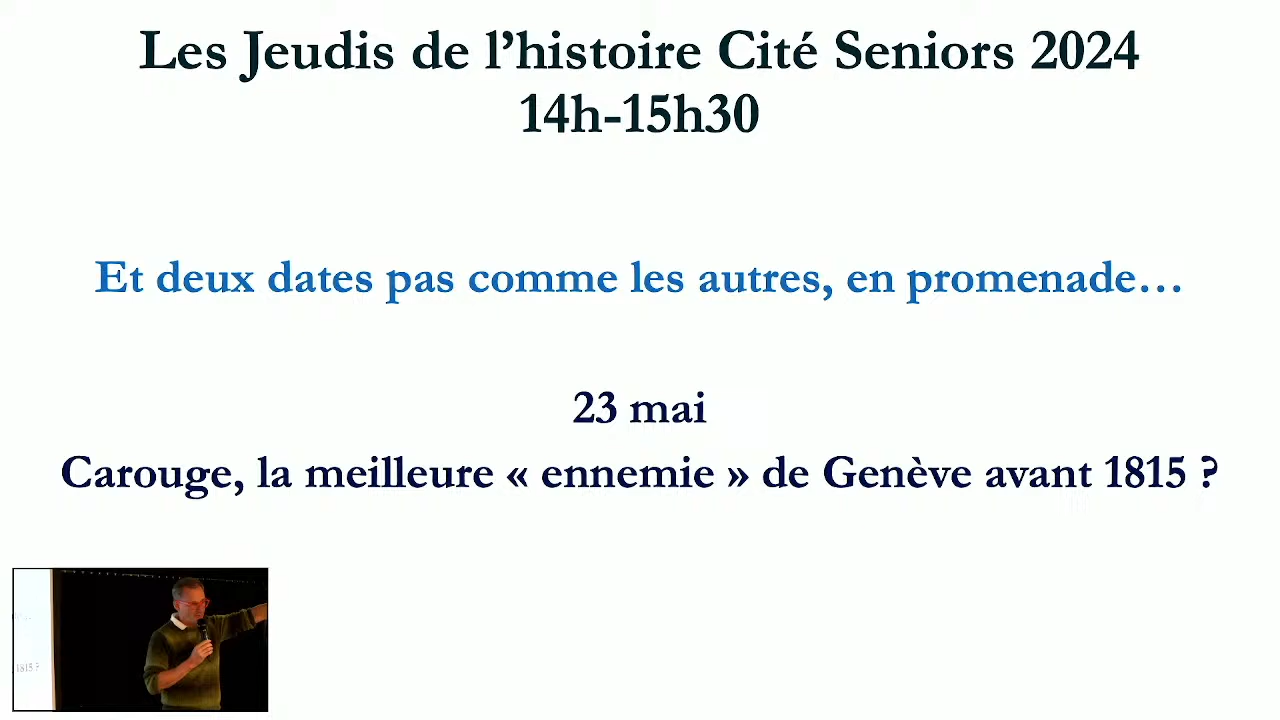 Les Jeudis de l’histoire Cité Seniors 2024
14h-15h30
Et deux dates pas comme les autres, en promenade…
23 mai
Carouge, la meilleure « ennemie » de Genève avant 1815 ?
1815 ?